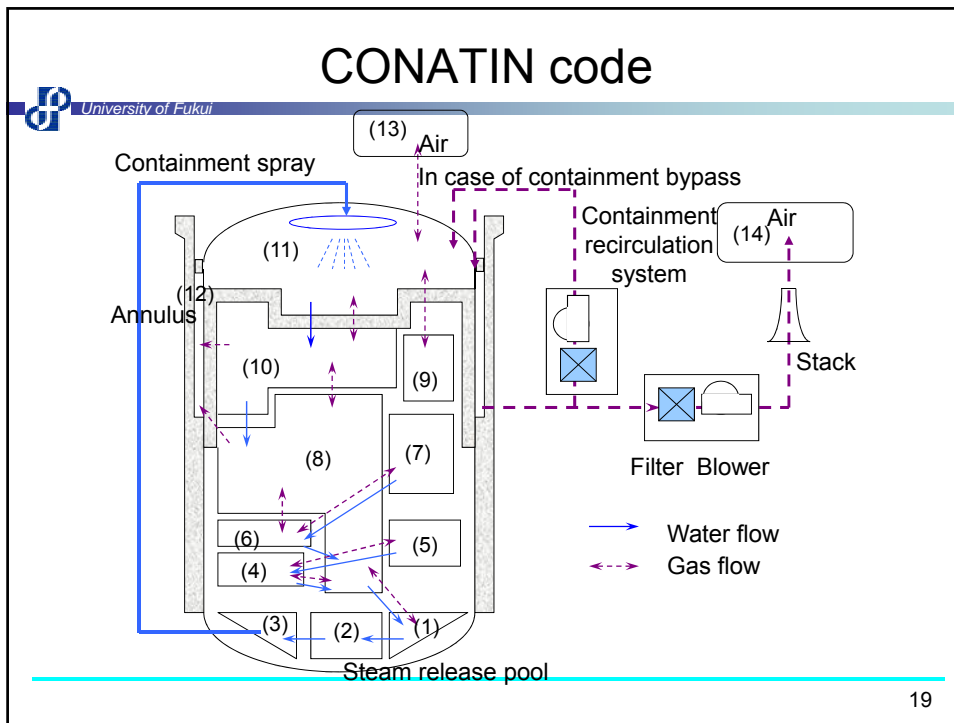 CONATIN code
University of Fukui
(13)
Air
Containment spray
In case of containment bypass
Containment
recirculation
system
Air
(14)
(11)
(12)
Annulus
Stack
(10)
(9)
(8)
(7)
Filter Blower
(6)
(5)
(4)
Water flow
Gas flow
(3)
(2)
(1)
Steam release pool
19